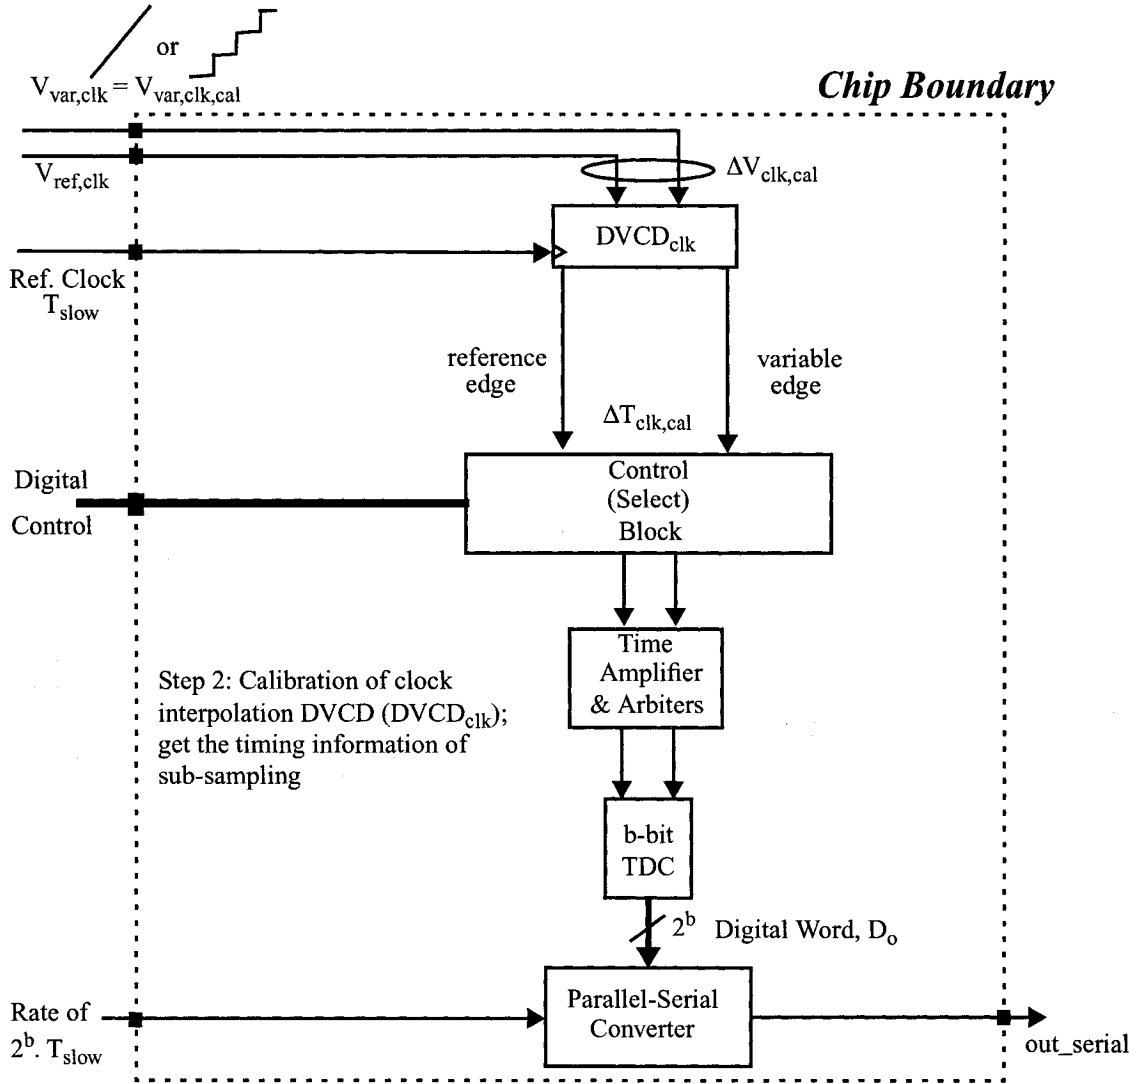 or
V_var,clk = V_var,clk,cal
Chip Boundary
V_ref,clk
ΔV_clk,cal
DVCD_clk
Ref. Clock
T_slow
reference
edge
variable
edge
ΔT_clk,cal
Digital
Control
Control
(Select)
Block
Time
Amplifier
& Arbiters
Step 2: Calibration of clock
interpolation DVCD (DVCD_clk);
get the timing information of
sub-sampling
b-bit
TDC
2^b Digital Word, D_o
Parallel-Serial
Converter
Rate of
2^b. T_slow
out_serial